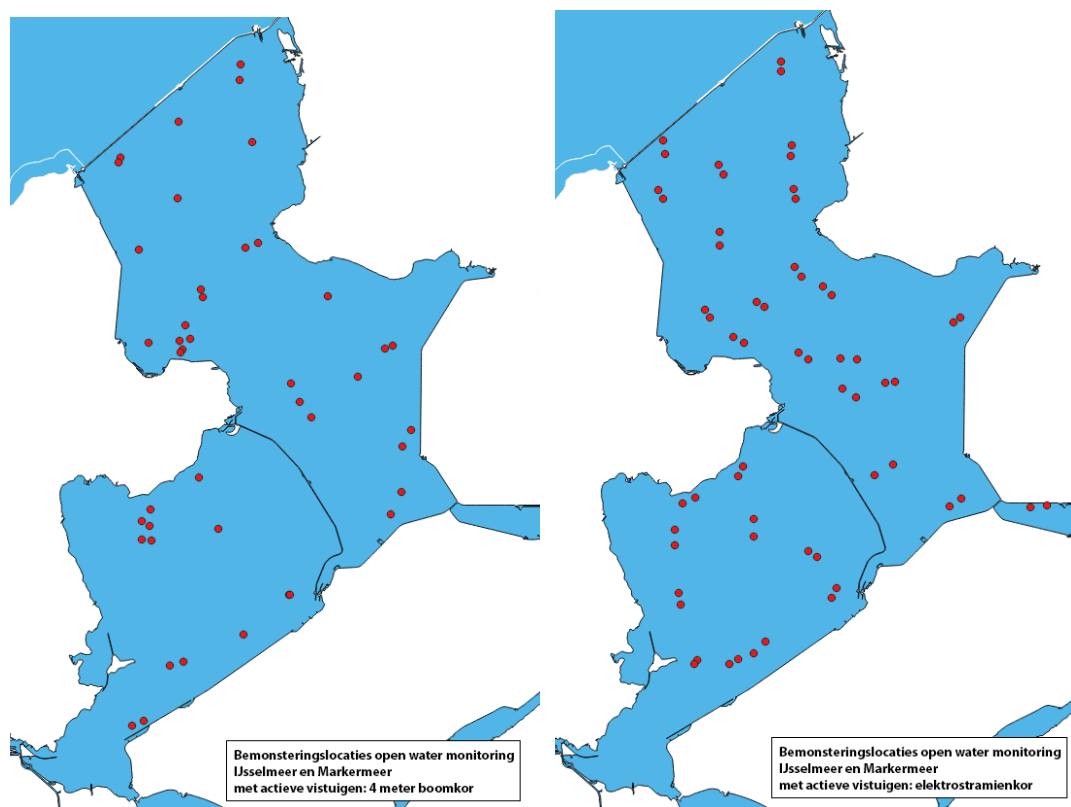 Bemonsteringslocaties open water monitoring
IJsselmeer en Markermeer
met actieve vistuigen: 4 meter boomkor
Bemonsteringslocaties open water monitoring
IJsselmeer en Markermeer
met actieve vistuigen: elektrostramienkor